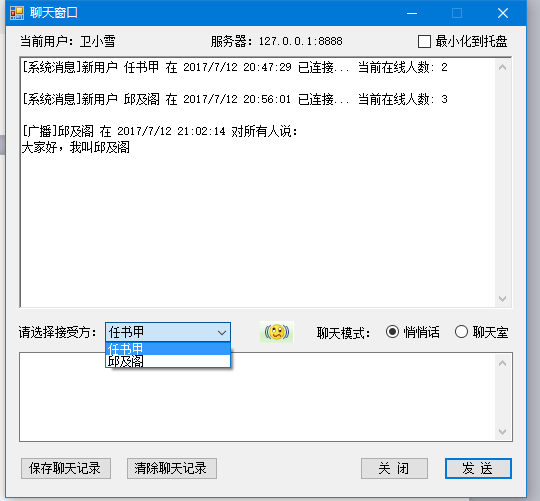 聊天窗口
当前用户：卫小雪 服务器：127.0.0.1:8888 最小化到托盘
[系统消息]新用户 任书甲 在 2017/7/12 20:47:29 已连接... 当前在线人数: 2
[系统消息]新用户 邱及阁 在 2017/7/12 20:56:01 已连接... 当前在线人数: 3
[广播]邱及阁 在 2017/7/12 21:02:14 对所有人说:
大家好，我叫邱及阁
请选择接受方: 任书甲 聊天模式: 悄悄话 聊天室
任书甲
邱及阁
保存聊天记录 清除聊天记录 关 闭 发 送